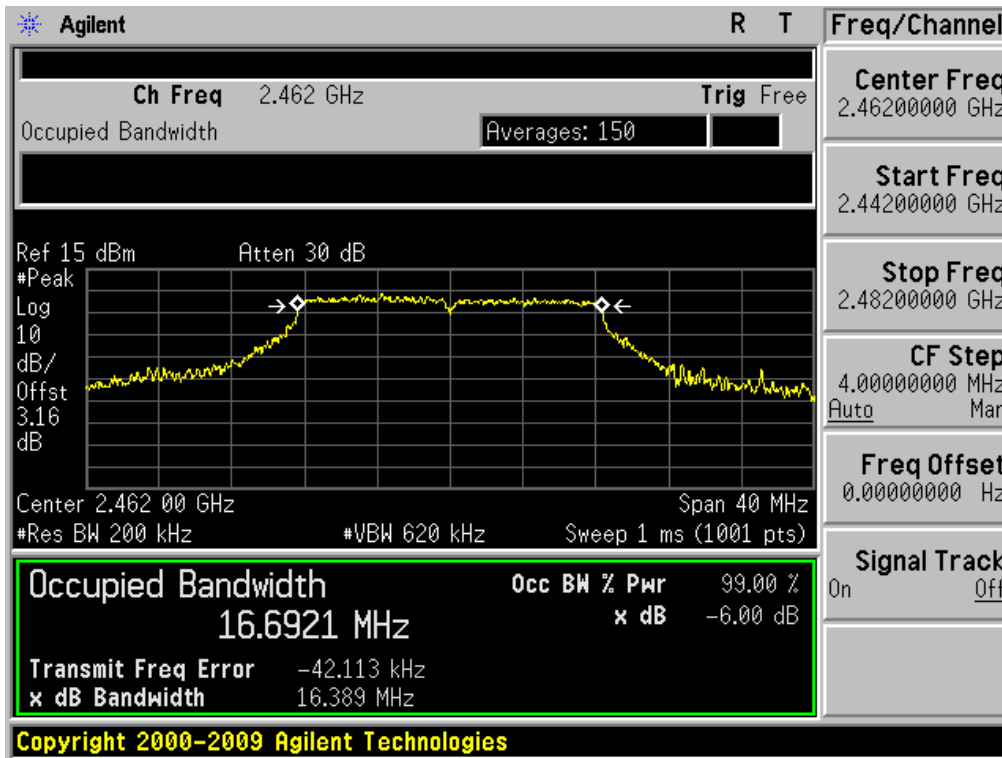 Agilent R T Freq/Channel
Ch Freq 2.462 GHz Trig Free
Occupied Bandwidth Averages: 150
Center Freq
2.46200000 GHz
Start Freq
2.44200000 GHz
Stop Freq
2.48200000 GHz
CF Step
4.00000000 MHz
Auto Man
Freq Offset
0.00000000 Hz
Signal Track
On Off
Ref 15 dBm Atten 30 dB
#Peak
Log
10
dB/
Offst
3.16
dB
Center 2.462 00 GHz Span 40 MHz
#Res BW 200 kHz #VBW 620 kHz Sweep 1 ms (1001 pts)
Occupied Bandwidth Occ BW % Pwr 99.00 %
16.6921 MHz x dB -6.00 dB
Transmit Freq Error -42.113 kHz
x dB Bandwidth 16.389 MHz
Copyright 2000-2009 Agilent Technologies